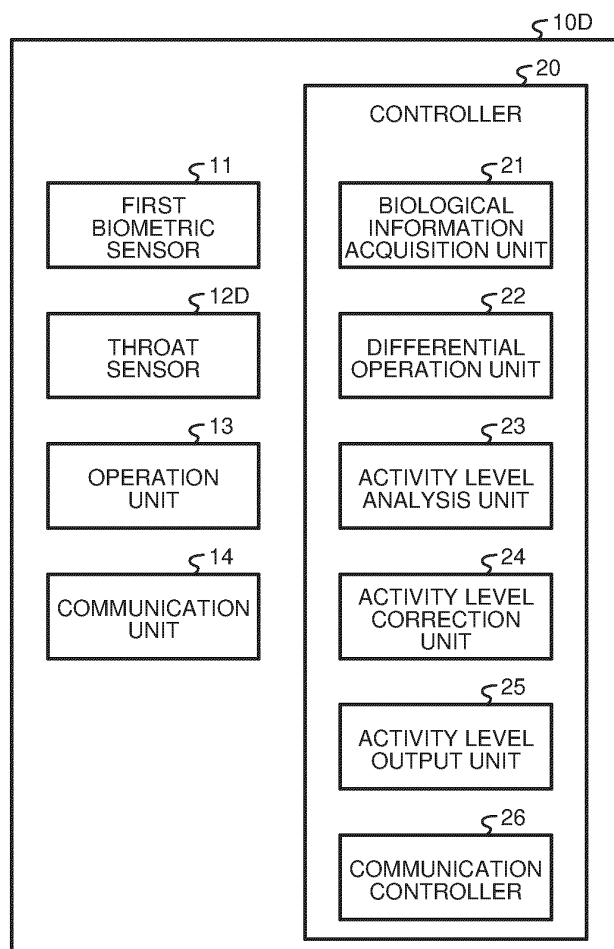 10D
20
CONTROLLER
11
FIRST
BIOMETRIC
SENSOR
12D
THROAT
SENSOR
13
OPERATION
UNIT
14
COMMUNICATION
UNIT
21
BIOLOGICAL
INFORMATION
ACQUISITION UNIT
22
DIFFERENTIAL
OPERATION UNIT
23
ACTIVITY LEVEL
ANALYSIS UNIT
24
ACTIVITY LEVEL
CORRECTION
UNIT
25
ACTIVITY LEVEL
OUTPUT UNIT
26
COMMUNICATION
CONTROLLER